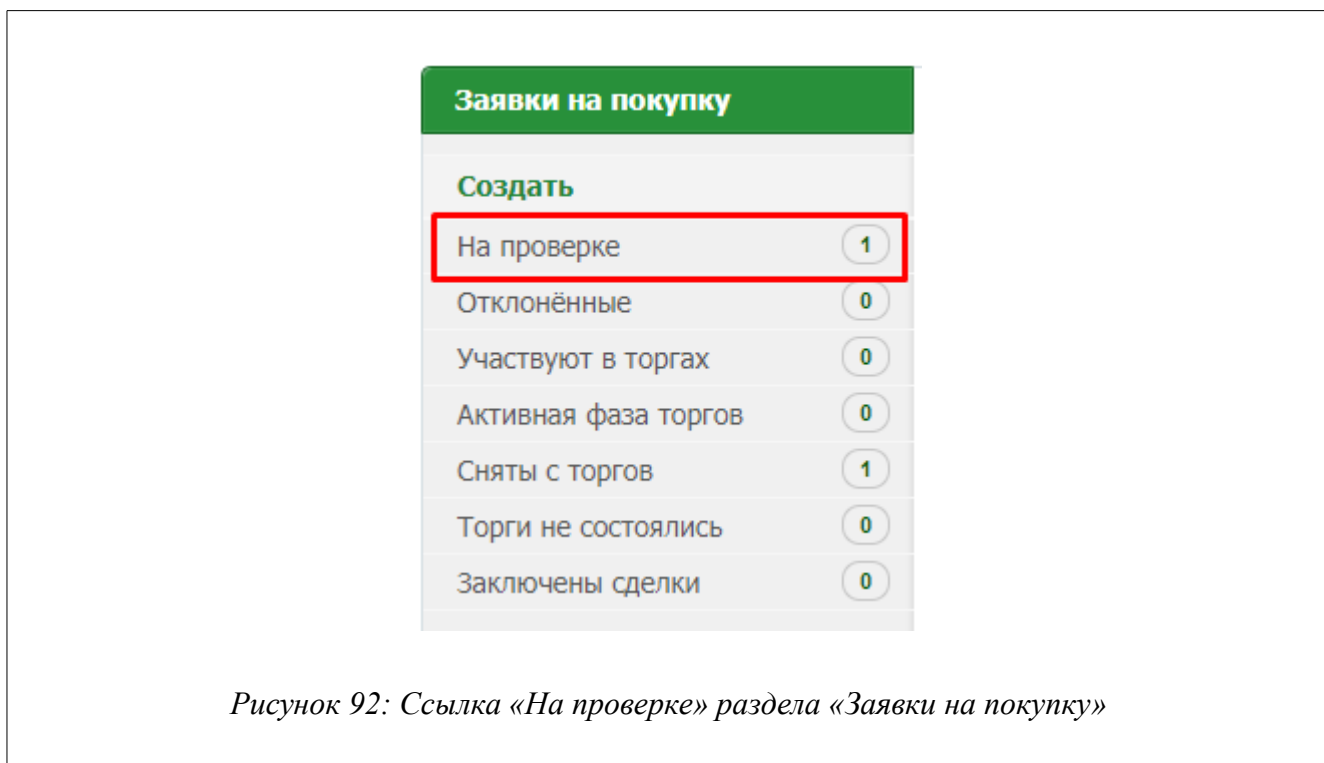 Заявки на покупку
Создать
На проверке 1
Отклонённые 0
Участвуют в торгах 0
Активная фаза торгов 0
Сняты с торгов 1
Торги не состоялись 0
Заключены сделки 0
Рисунок 92: Ссылка «На проверке» раздела «Заявки на покупку»